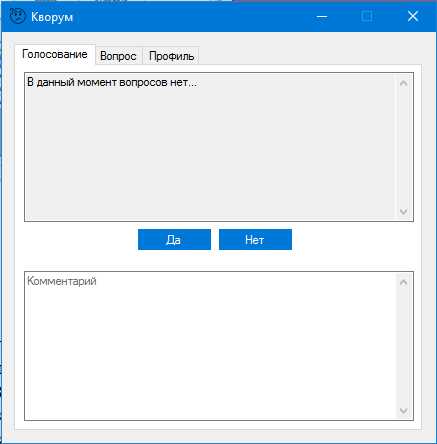 Кворум
Голосование Вопрос Профиль
В данный момент вопросов нет...
Да Нет
Комментарий